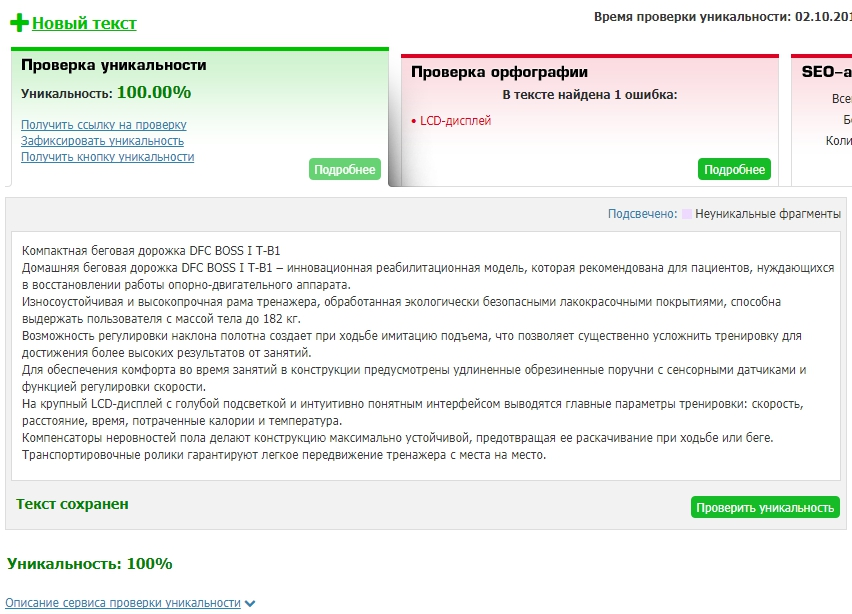 Новый текст
Время проверки уникальности: 02.10.201
Проверка уникальности
Уникальность: 100.00%
Получить ссылку на проверку
Зафиксировать уникальность
Получить кнопку уникальности
Подробнее
Проверка орфографии
В тексте найдена 1 ошибка:
• LCD-дисплей
Подробнее
SEO-а
Все
Б
Коли
Подсвечено: Неуникальные фрагменты
Компактная беговая дорожка DFC BOSS I T-B1
Домашняя беговая дорожка DFC BOSS I T-B1 – инновационная реабилитационная модель, которая рекомендована для пациентов, нуждающихся
в восстановлении работы опорно-двигательного аппарата.
Износоустойчивая и высокопрочная рама тренажера, обработанная экологически безопасными лакокрасочными покрытиями, способна
выдержать пользователя с массой тела до 182 кг.
Возможность регулировки наклона полотна создает при ходьбе имитацию подъема, что позволяет существенно усложнить тренировку для
достижения более высоких результатов от занятий.
Для обеспечения комфорта во время занятий в конструкции предусмотрены удлиненные обрезиненные поручни с сенсорными датчиками и
функцией регулировки скорости.
На крупный LCD-дисплей с голубой подсветкой и интуитивно понятным интерфейсом выводятся главные параметры тренировки: скорость,
расстояние, время, потраченные калории и температура.
Компенсаторы неровностей пола делают конструкцию максимально устойчивой, предотвращая ее раскачивание при ходьбе или беге.
Транспортировочные ролики гарантируют легкое передвижение тренажера с места на место.
Текст сохранен
Проверить уникальность
Уникальность: 100%
Описание сервиса проверки уникальности